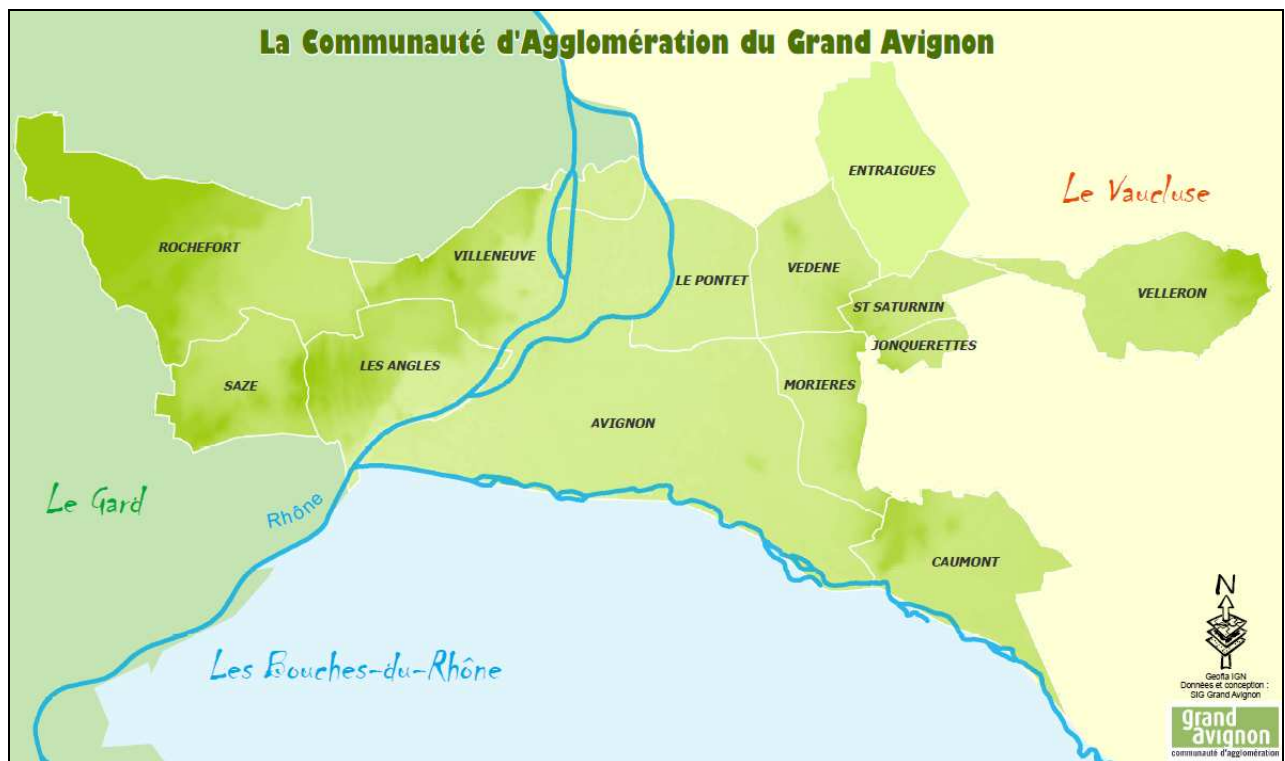 La Communauté d'Agglomération du Grand Avignon
ENTRAIGUES
Le Vaucluse
ROCHEFORT
VILLENEUVE
LE PONTET
VEDENE
VELLERON
ST SATURNIN
JONQUERETTES
LES ANGLES
SAZE
MORIERES
AVIGNON
Le Gard
Rhône
CAUMONT
N
Les Bouches-du-Rhône
Geofla IGN
Données et conception :
SIG Grand Avignon
grand
avignon
communauté d'agglomération